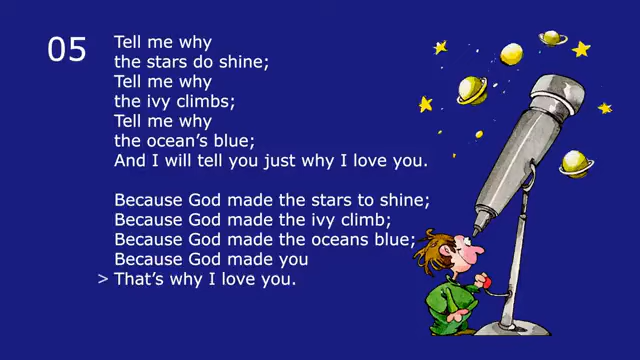 05
Tell me why
the stars do shine;
Tell me why
the ivy climbs;
Tell me why
the ocean's blue;
And I will tell you just why I love you.
Because God made the stars to shine;
Because God made the ivy climb;
Because God made the oceans blue;
Because God made you
> That's why I love you.